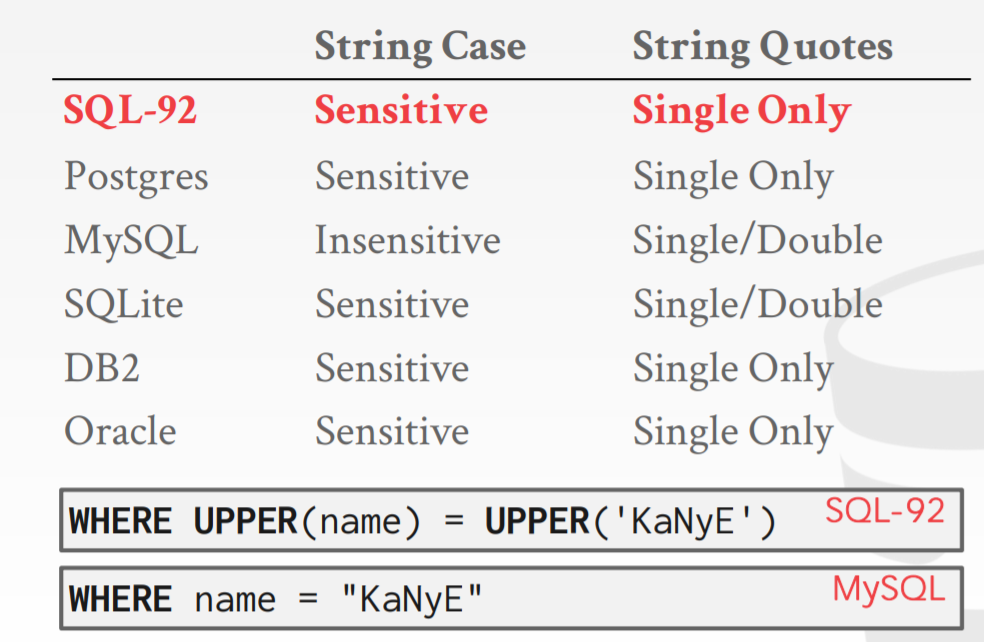 String Case String Quotes
SQL-92 Sensitive Single Only
Postgres Sensitive Single Only
MySQL Insensitive Single/Double
SQLite Sensitive Single/Double
DB2 Sensitive Single Only
Oracle Sensitive Single Only
WHERE UPPER(name) = UPPER('KaNyE') SQL-92
WHERE name = "KaNyE" MySQL